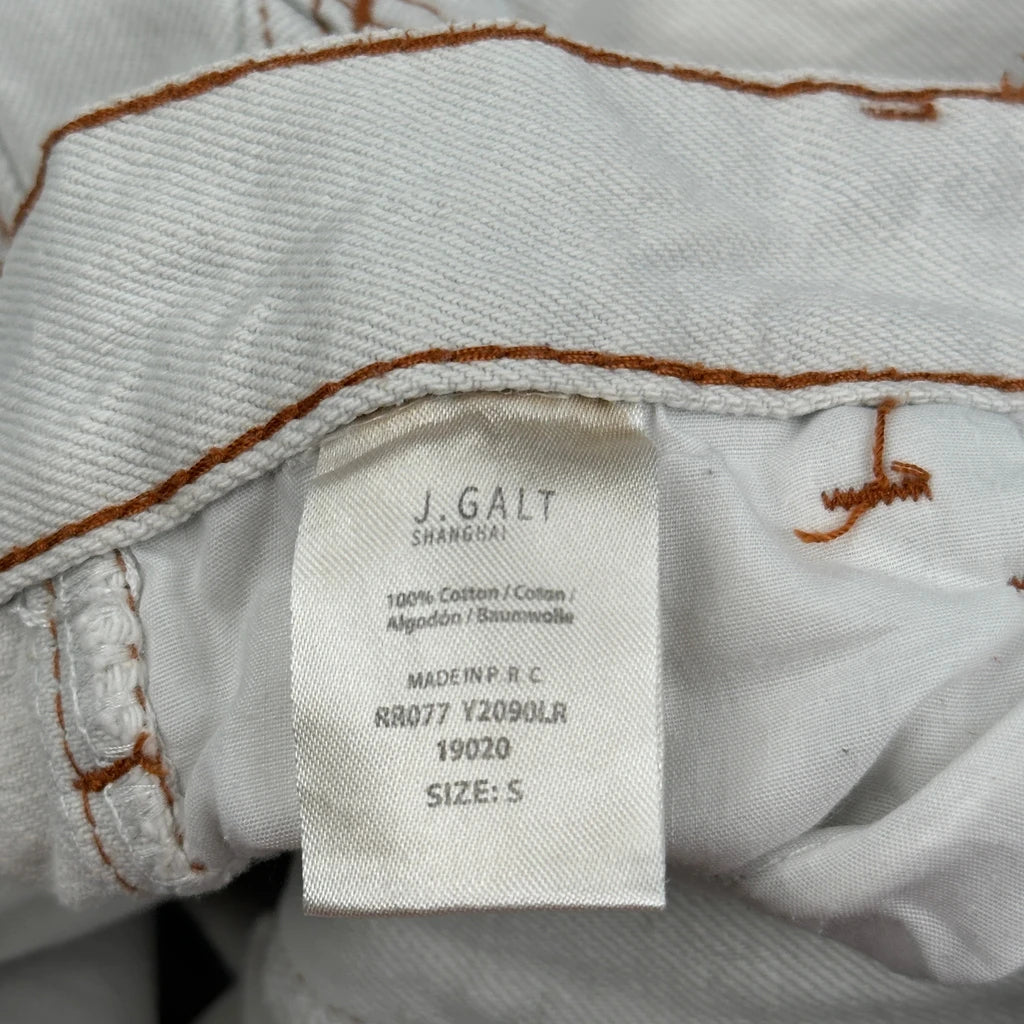 J.GALT
SHANGHAI
100% Cotton / Coton /
Algodón / Baumwolle
MADE IN P. R. C
RR077 Y2090LR
19020
SIZE: S